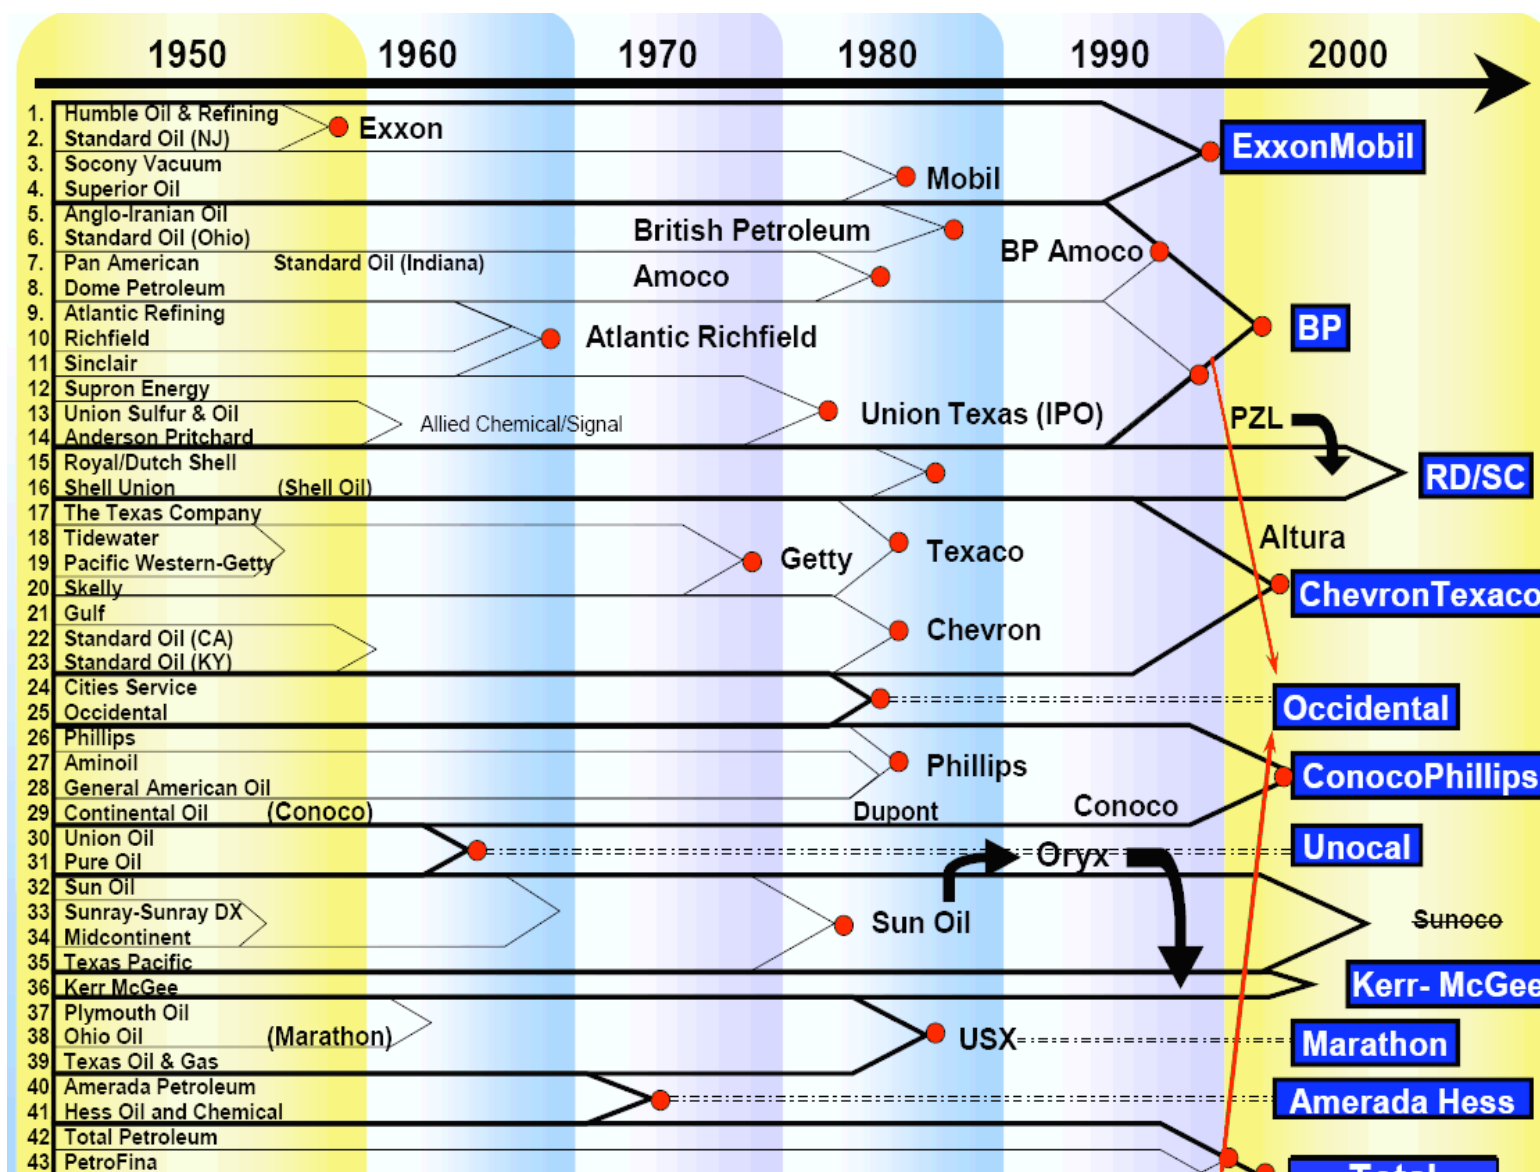 1950 1960 1970 1980 1990 2000
1. Humble Oil & Refining
Exxon
2. Standard Oil (NJ)
ExxonMobil
3. Socony Vacuum
Mobil
4. Superior Oil
5. Anglo-Iranian Oil
British Petroleum
6. Standard Oil (Ohio)
BP Amoco
7. Pan American Standard Oil (Indiana)
Amoco
8. Dome Petroleum
9. Atlantic Refining
BP
10 Richfield
Atlantic Richfield
11 Sinclair
12 Supron Energy
13 Union Sulfur & Oil
Allied Chemical/Signal
Union Texas (IPO)
PZL
14 Anderson Pritchard
15 Royal/Dutch Shell
RD/SC
16 Shell Union (Shell Oil)
17 The Texas Company
18 Tidewater
Altura
Texaco
19 Pacific Western-Getty
Getty
20 Skelly
ChevronTexaco
21 Gulf
Chevron
22 Standard Oil (CA)
23 Standard Oil (KY)
24 Cities Service
25 Occidental
Occidental
26 Phillips
27 Aminoil
Phillips
ConocoPhillips
28 General American Oil
29 Continental Oil (Conoco) Dupont Conoco
30 Union Oil
Unocal
31 Pure Oil
Oryx
32 Sun Oil
33 Sunray-Sunray DX
Sun Oil
Sunoco
34 Midcontinent
35 Texas Pacific
36 Kerr McGee
Kerr- McGee
37 Plymouth Oil
38 Ohio Oil (Marathon)
USX
Marathon
39 Texas Oil & Gas
40 Amerada Petroleum
Amerada Hess
41 Hess Oil and Chemical
42 Total Petroleum
43 PetroFina
Total